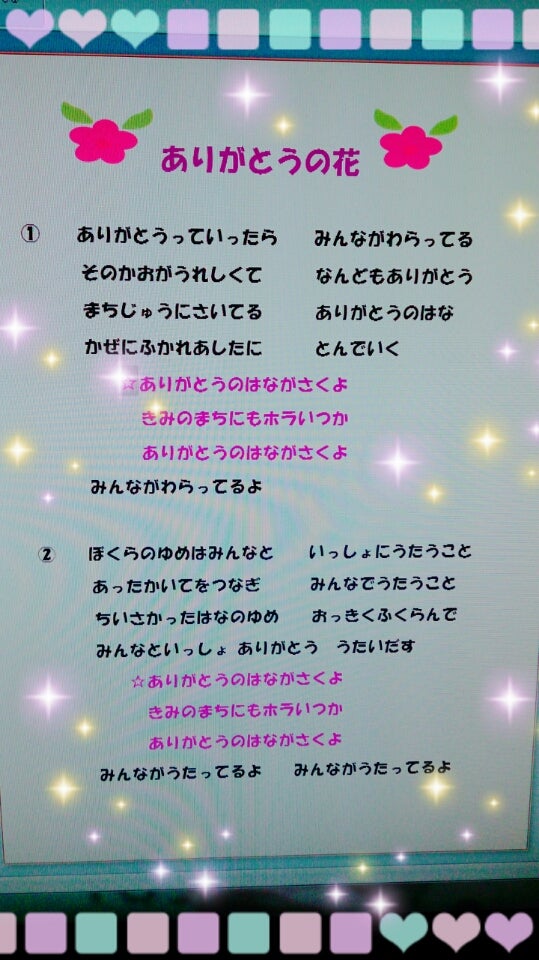 ありがとうの花
① ありがとうっていったら みんながわらってる
そのかおがうれしくて なんどもありがとう
まちじゅうにさいてる ありがとうのはな
かぜにふかれあしたに とんでいく
☆ありがとうのはながさくよ
きみのまちにもホラいつか
ありがとうのはながさくよ
みんながわらってるよ
② ぼくらのゆめはみんなと いっしょにうたうこと
あったかいてをつなぎ みんなでうたうこと
ちいさかったはなのゆめ おっきくふくらんで
みんなといっしょ ありがとう うたいだす
☆ありがとうのはながさくよ
きみのまちにもホラいつか
ありがとうのはながさくよ
みんながうたってるよ みんながうたってるよ